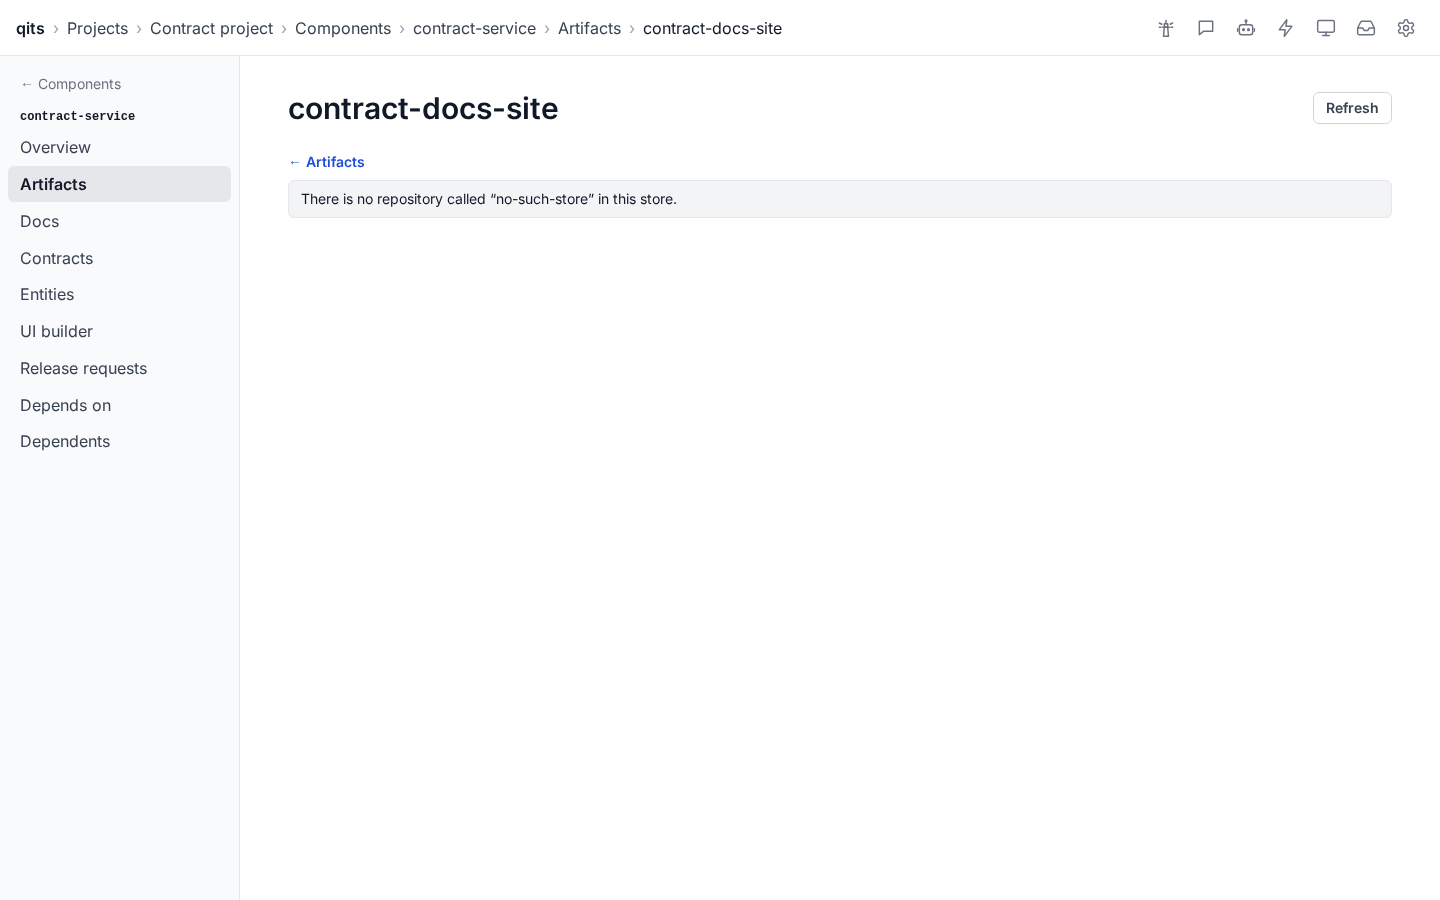 qits › Projects › Contract project › Components › contract-service › Artifacts › contract-docs-site
← Components
contract-service
Overview
Artifacts
Docs
Contracts
Entities
UI builder
Release requests
Depends on
Dependents
contract-docs-site
Refresh
← Artifacts
There is no repository called “no-such-store” in this store.